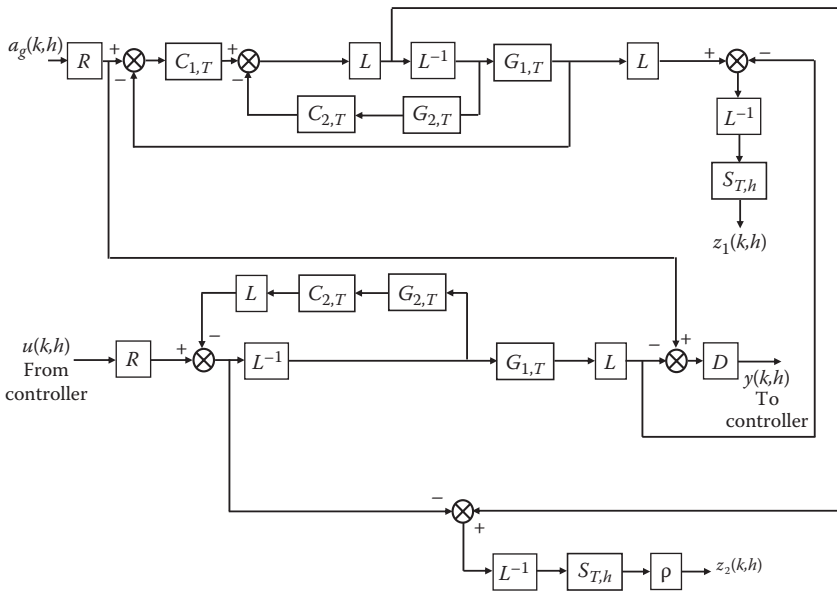 a_g(k,h)
R
+
−
C_{1,T}
+
−
L
L^{-1}
G_{1,T}
L
+
−
C_{2,T}
G_{2,T}
L^{-1}
S_{T,h}
z_1(k,h)
L
C_{2,T}
G_{2,T}
u(k,h)
From
controller
R
+
−
L^{-1}
G_{1,T}
L
−
+
D
y(k,h)
To
controller
−
+
L^{-1}
S_{T,h}
ρ
z_2(k,h)